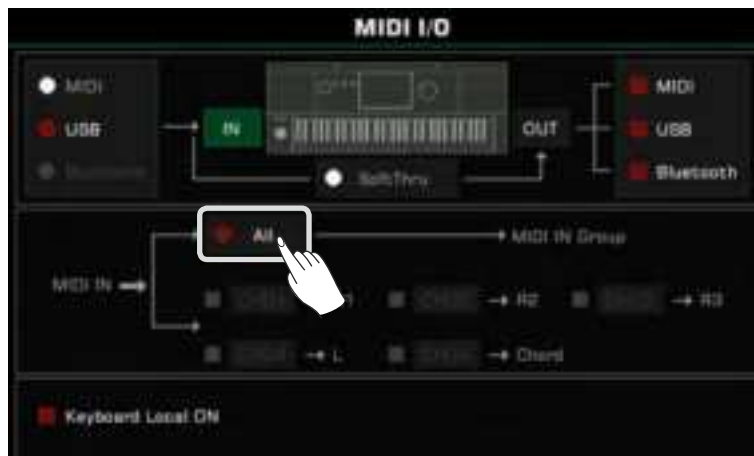 MIDI I/O
MIDI
USB
IN
OUT
MIDI
USB
Bluetooth
SoftThru
All
MIDI IN Group
MIDI IN
R2
R3
L
Chord
Keyboard Local ON